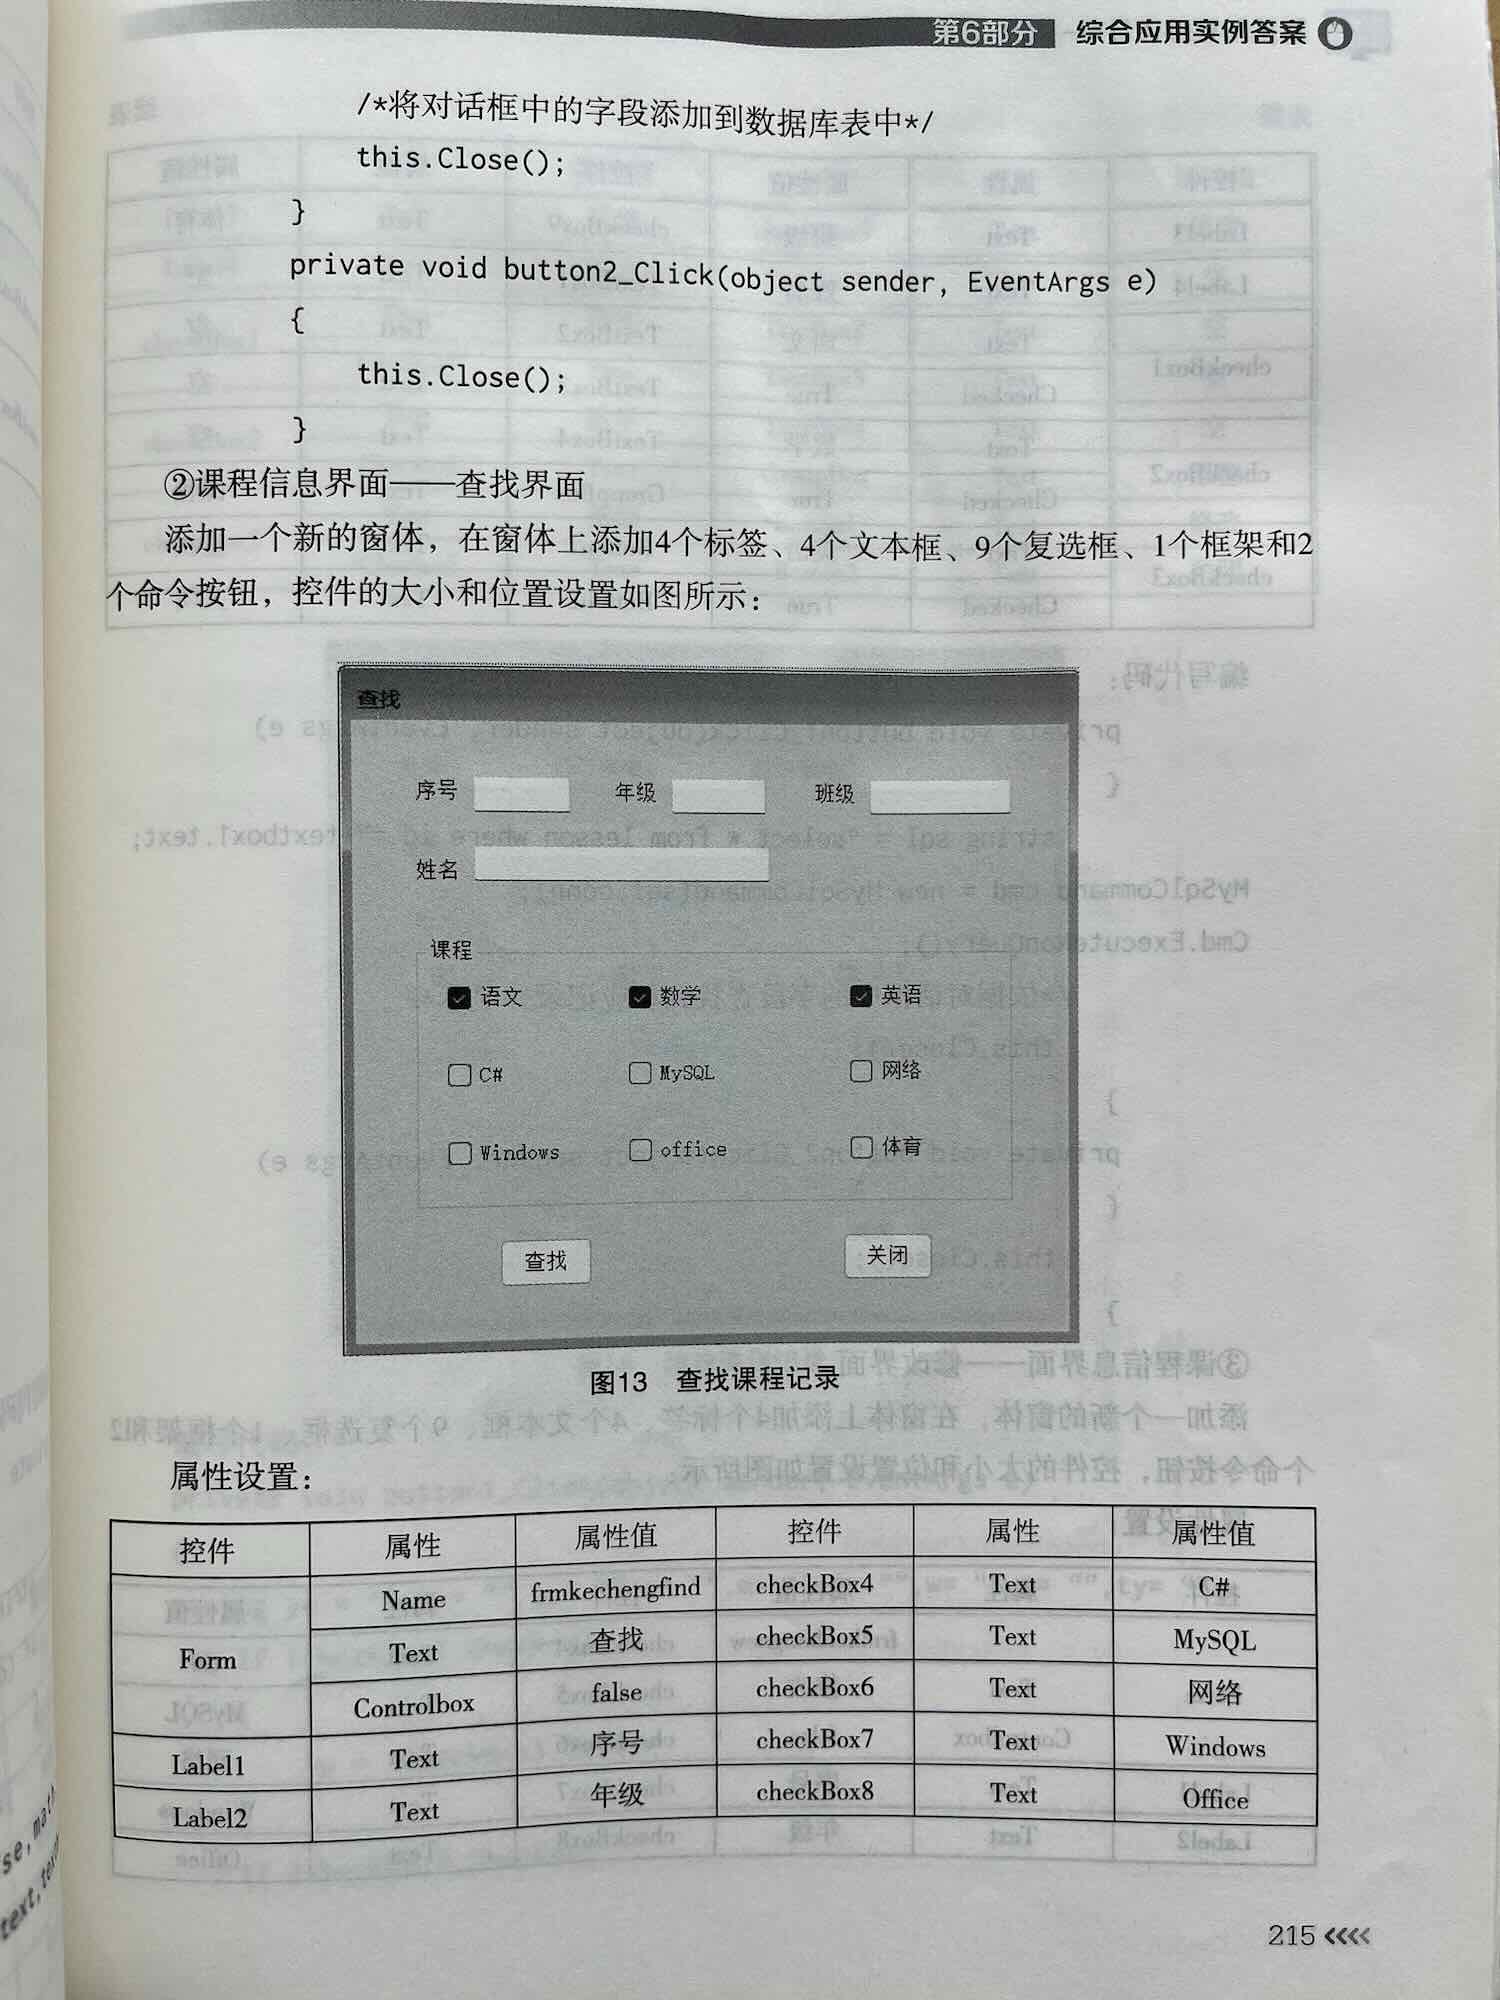 第6部分 综合应用实例答案
/*将对话框中的字段添加到数据库表中*/
this.Close();
}
private void button2_Click(object sender, EventArgs e)
{
this.Close();
}
②课程信息界面——查找界面
添加一个新的窗体，在窗体上添加4个标签、4个文本框、9个复选框、1个框架和2
个命令按钮，控件的大小和位置设置如图所示：
查找
序号 年级 班级
姓名
课程
语文 数学 英语
C# MySQL 网络
Windows office 体育
查找 关闭
图13 查找课程记录
属性设置：
控件 属性 属性值 控件 属性 属性值
Form Name frmkechengfind checkBox4 Text C#
Text 查找 checkBox5 Text MySQL
Controlbox false checkBox6 Text 网络
Label1 Text 序号 checkBox7 Text Windows
Label2 Text 年级 checkBox8 Text Office
215